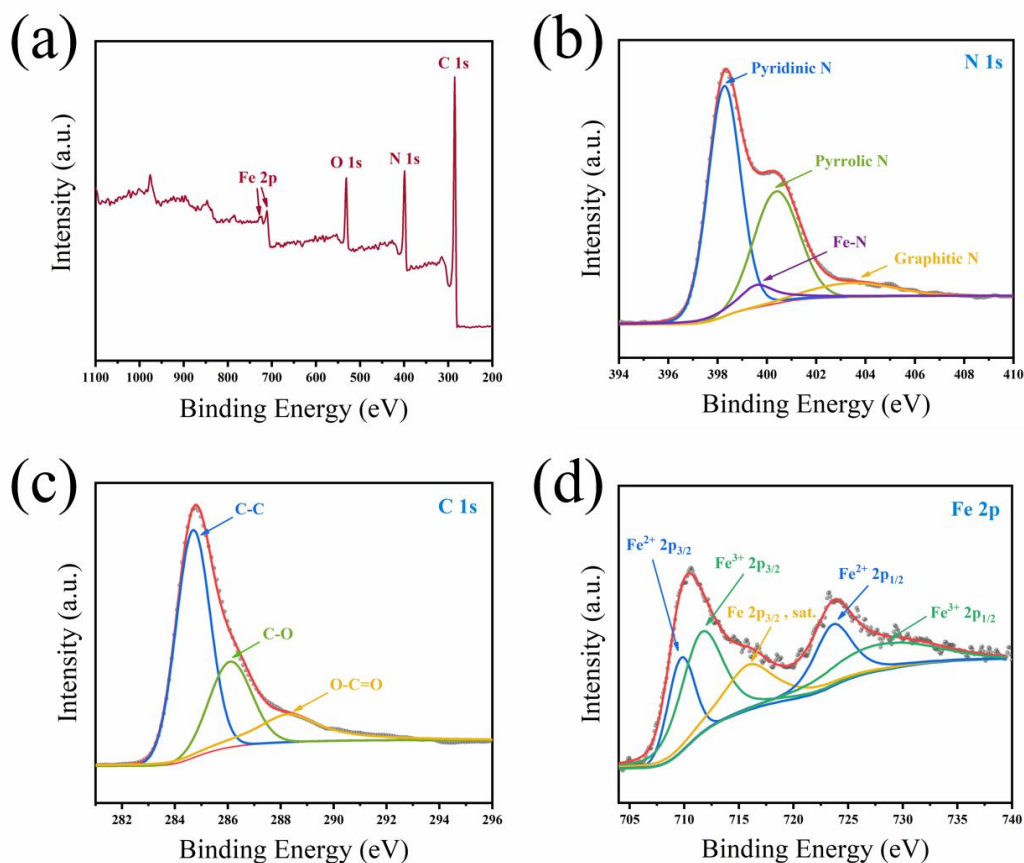 (a)
C 1s
O 1s
N 1s
Fe 2p
Intensity (a.u.)
1100 1000 900 800 700 600 500 400 300 200
Binding Energy (eV)
(b)
N 1s
Pyridinic N
Pyrrolic N
Fe-N
Graphitic N
Intensity (a.u.)
394 396 398 400 402 404 406 408 410
Binding Energy (eV)
(c)
C 1s
C-C
C-O
O-C=O
Intensity (a.u.)
282 284 286 288 290 292 294 296
Binding Energy (eV)
(d)
Fe 2p
Fe²⁺ 2p₃/₂
Fe³⁺ 2p₃/₂
Fe 2p₃/₂ , sat.
Fe²⁺ 2p₁/₂
Fe³⁺ 2p₁/₂
Intensity (a.u.)
705 710 715 720 725 730 735 740
Binding Energy (eV)